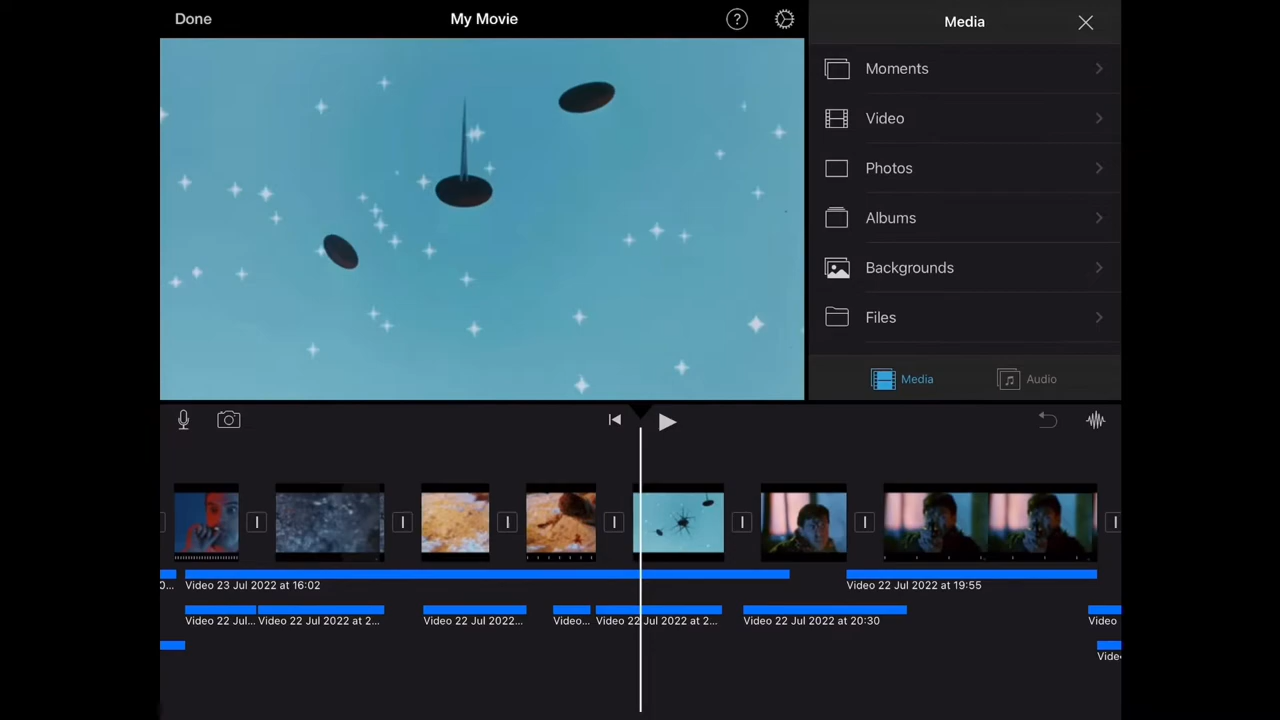 Done
My Movie
?
Media
Moments
Video
Photos
Albums
Backgrounds
Files
Media
Audio
Video 23 Jul 2022 at 16:02
Video 22 Jul 2022 at 19:55
Video 22 Jul...
Video 22 Jul 2022 at 2...
Video 22 Jul 2022...
Video...
Video 22 Jul 2022 at 2...
Video 22 Jul 2022 at 20:30
Video